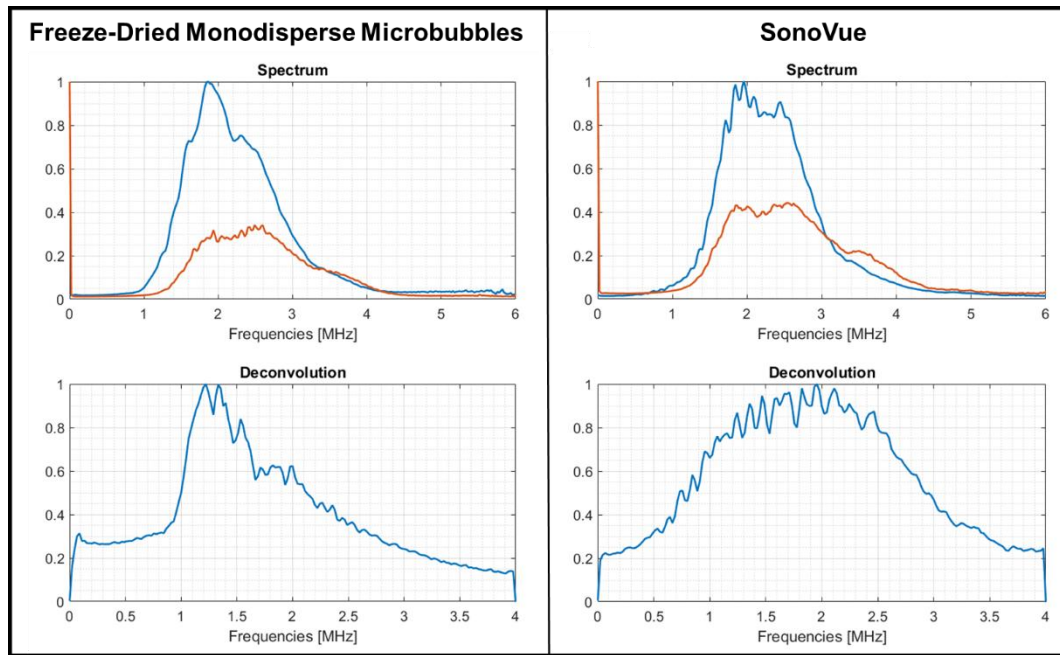 Freeze-Dried Monodisperse Microbubbles
Spectrum
1
0.8
0.6
0.4
0.2
0
0 1 2 3 4 5 6
Frequencies [MHz]
Deconvolution
1
0.8
0.6
0.4
0.2
0
0 0.5 1 1.5 2 2.5 3 3.5 4
Frequencies [MHz]
SonoVue
Spectrum
1
0.8
0.6
0.4
0.2
0
0 1 2 3 4 5 6
Frequencies [MHz]
Deconvolution
1
0.8
0.6
0.4
0.2
0
0 0.5 1 1.5 2 2.5 3 3.5 4
Frequencies [MHz]